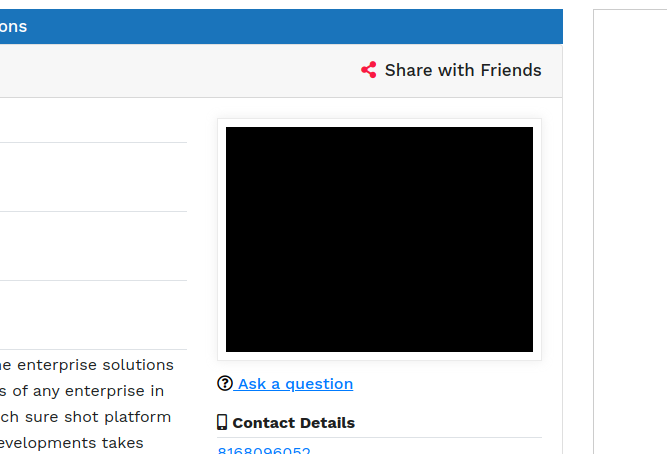 ons
Share with Friends
he enterprise solutions
s of any enterprise in
ch sure shot platform
evelopments takes
Ask a question
Contact Details
8168096052